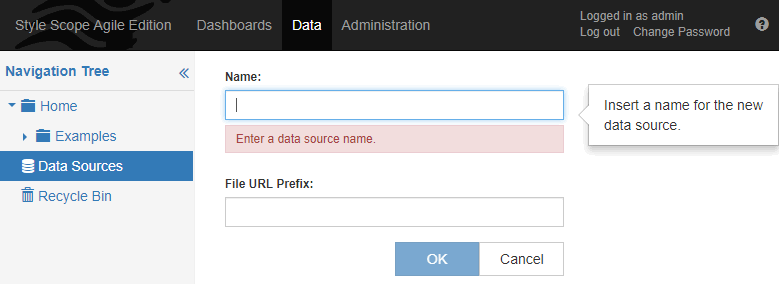 Style Scope Agile Edition
Dashboards
Data
Administration
Logged in as admin
Log out
Change Password
?
Navigation Tree
Home
Examples
Data Sources
Recycle Bin
Name:
Enter a data source name.
Insert a name for the new
data source.
File URL Prefix:
OK
Cancel